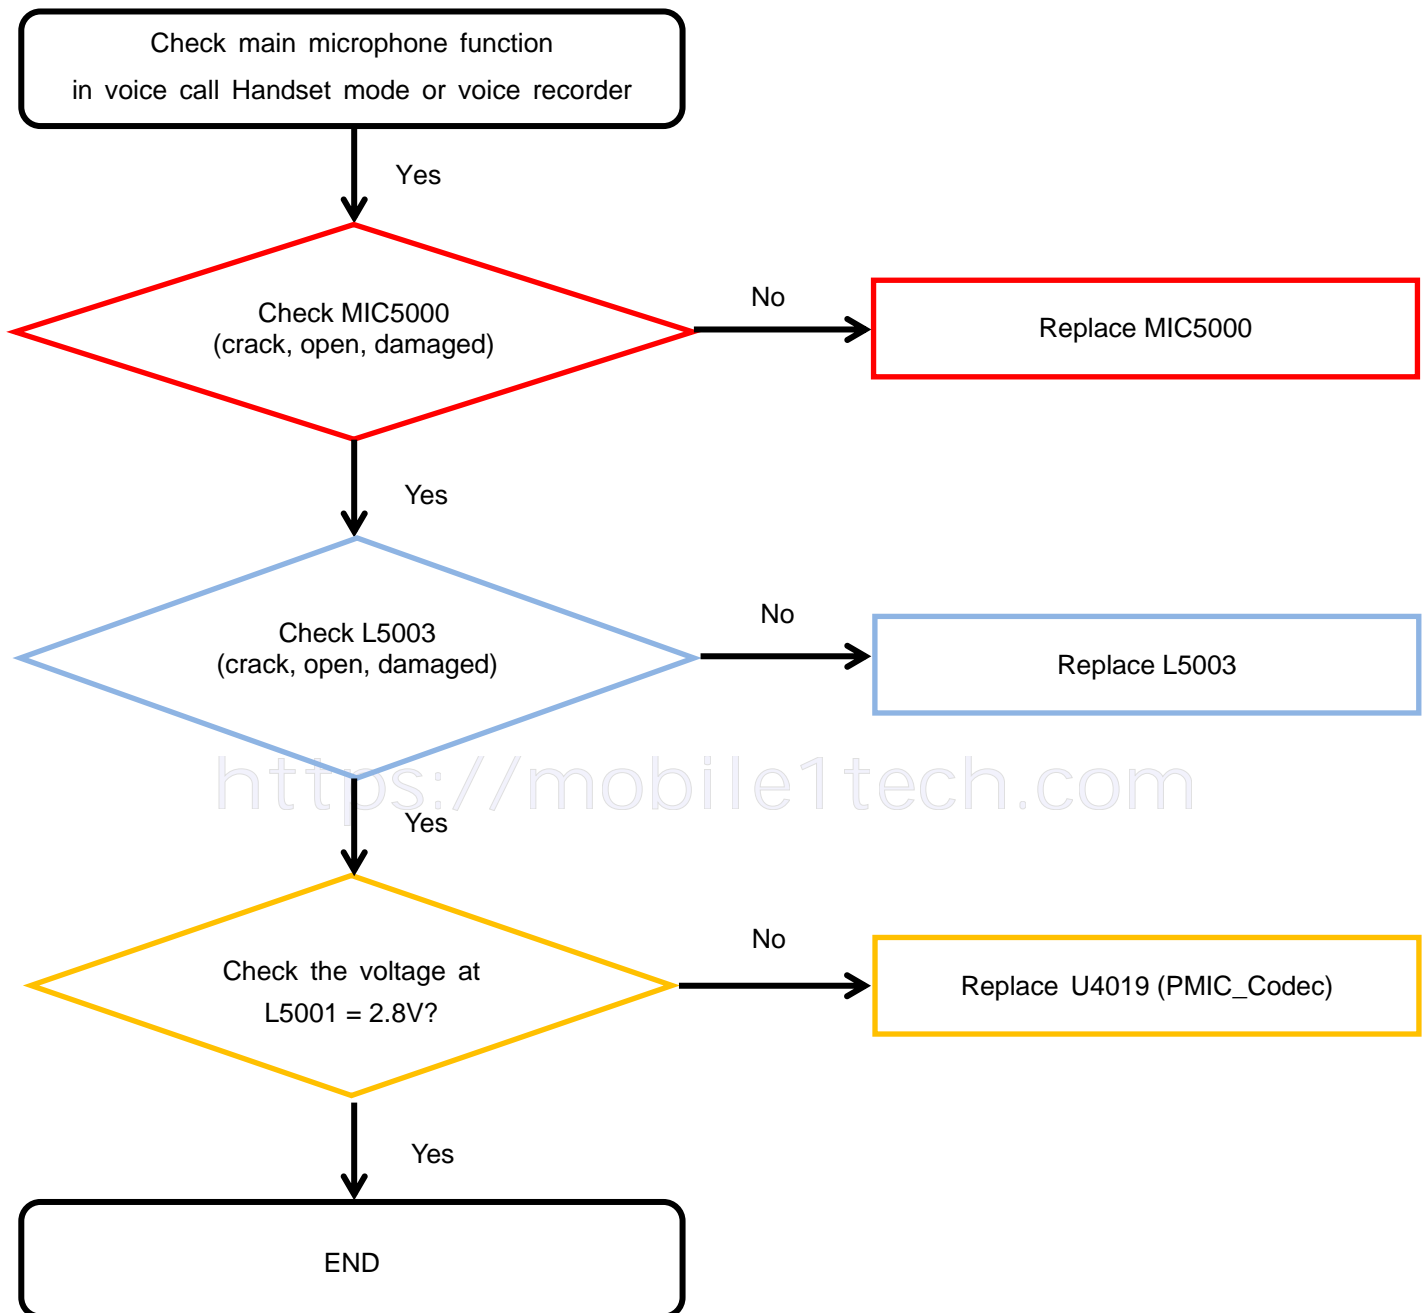 Check main microphone function
in voice call Handset mode or voice recorder
Yes
Check MIC5000
(crack, open, damaged)
No
Replace MIC5000
Yes
Check L5003
(crack, open, damaged)
No
Replace L5003
https://mobile1tech.com
Yes
Check the voltage at
L5001 = 2.8V?
No
Replace U4019 (PMIC_Codec)
Yes
END